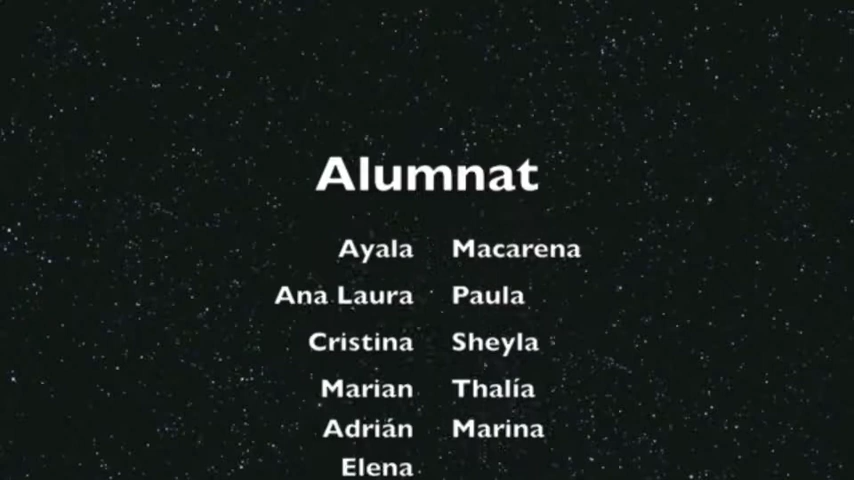 Alumnat
Ayala Macarena
Ana Laura Paula
Cristina Sheyla
Marian Thalía
Adrián Marina
Elena